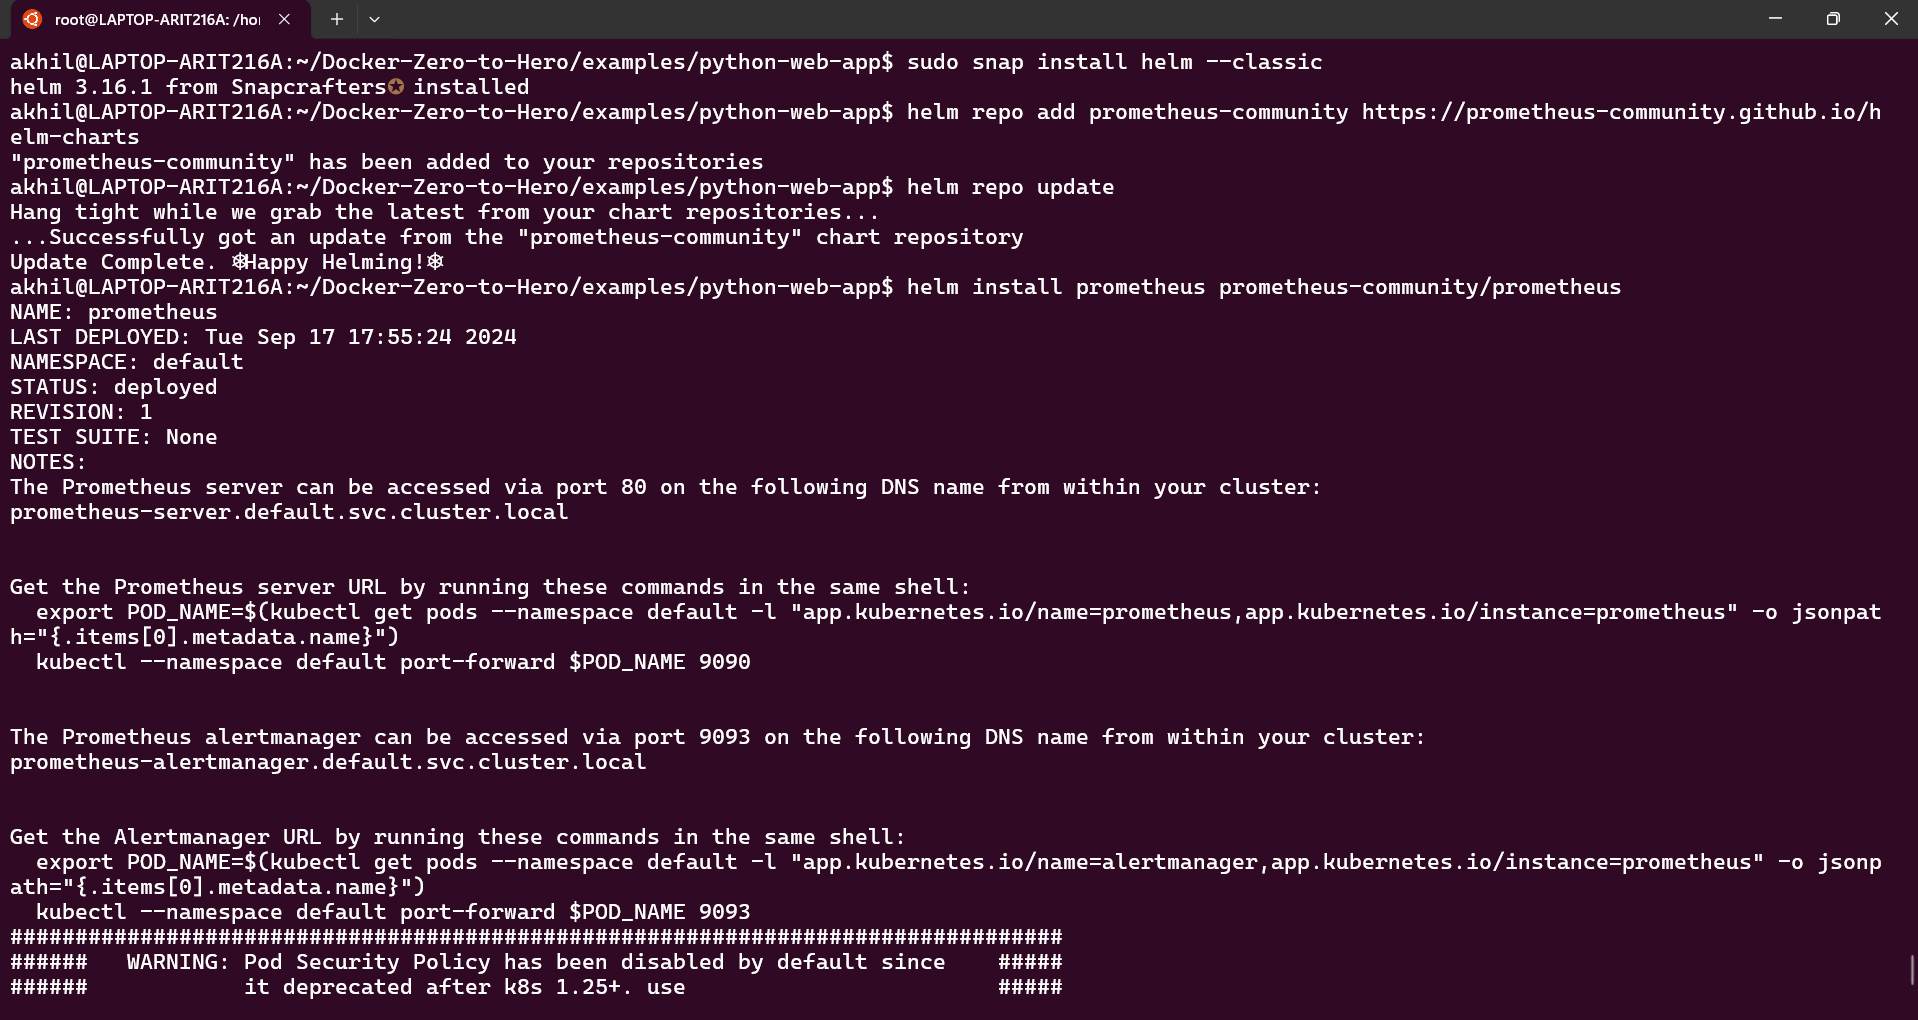 root@LAPTOP-ARIT216A: /ho
akhil@LAPTOP-ARIT216A:~/Docker-Zero-to-Hero/examples/python-web-app$ sudo snap install helm --classic
helm 3.16.1 from Snapcrafters✪ installed
akhil@LAPTOP-ARIT216A:~/Docker-Zero-to-Hero/examples/python-web-app$ helm repo add prometheus-community https://prometheus-community.github.io/h
elm-charts
"prometheus-community" has been added to your repositories
akhil@LAPTOP-ARIT216A:~/Docker-Zero-to-Hero/examples/python-web-app$ helm repo update
Hang tight while we grab the latest from your chart repositories...
...Successfully got an update from the "prometheus-community" chart repository
Update Complete. ⎈Happy Helming!⎈
akhil@LAPTOP-ARIT216A:~/Docker-Zero-to-Hero/examples/python-web-app$ helm install prometheus prometheus-community/prometheus
NAME: prometheus
LAST DEPLOYED: Tue Sep 17 17:55:24 2024
NAMESPACE: default
STATUS: deployed
REVISION: 1
TEST SUITE: None
NOTES:
The Prometheus server can be accessed via port 80 on the following DNS name from within your cluster:
prometheus-server.default.svc.cluster.local
Get the Prometheus server URL by running these commands in the same shell:
  export POD_NAME=$(kubectl get pods --namespace default -l "app.kubernetes.io/name=prometheus,app.kubernetes.io/instance=prometheus" -o jsonpat
h="{.items[0].metadata.name}")
  kubectl --namespace default port-forward $POD_NAME 9090
The Prometheus alertmanager can be accessed via port 9093 on the following DNS name from within your cluster:
prometheus-alertmanager.default.svc.cluster.local
Get the Alertmanager URL by running these commands in the same shell:
  export POD_NAME=$(kubectl get pods --namespace default -l "app.kubernetes.io/name=alertmanager,app.kubernetes.io/instance=prometheus" -o jsonp
ath="{.items[0].metadata.name}")
  kubectl --namespace default port-forward $POD_NAME 9093
#################################################################################
######   WARNING: Pod Security Policy has been disabled by default since    #####
######            it deprecated after k8s 1.25+. use                        #####